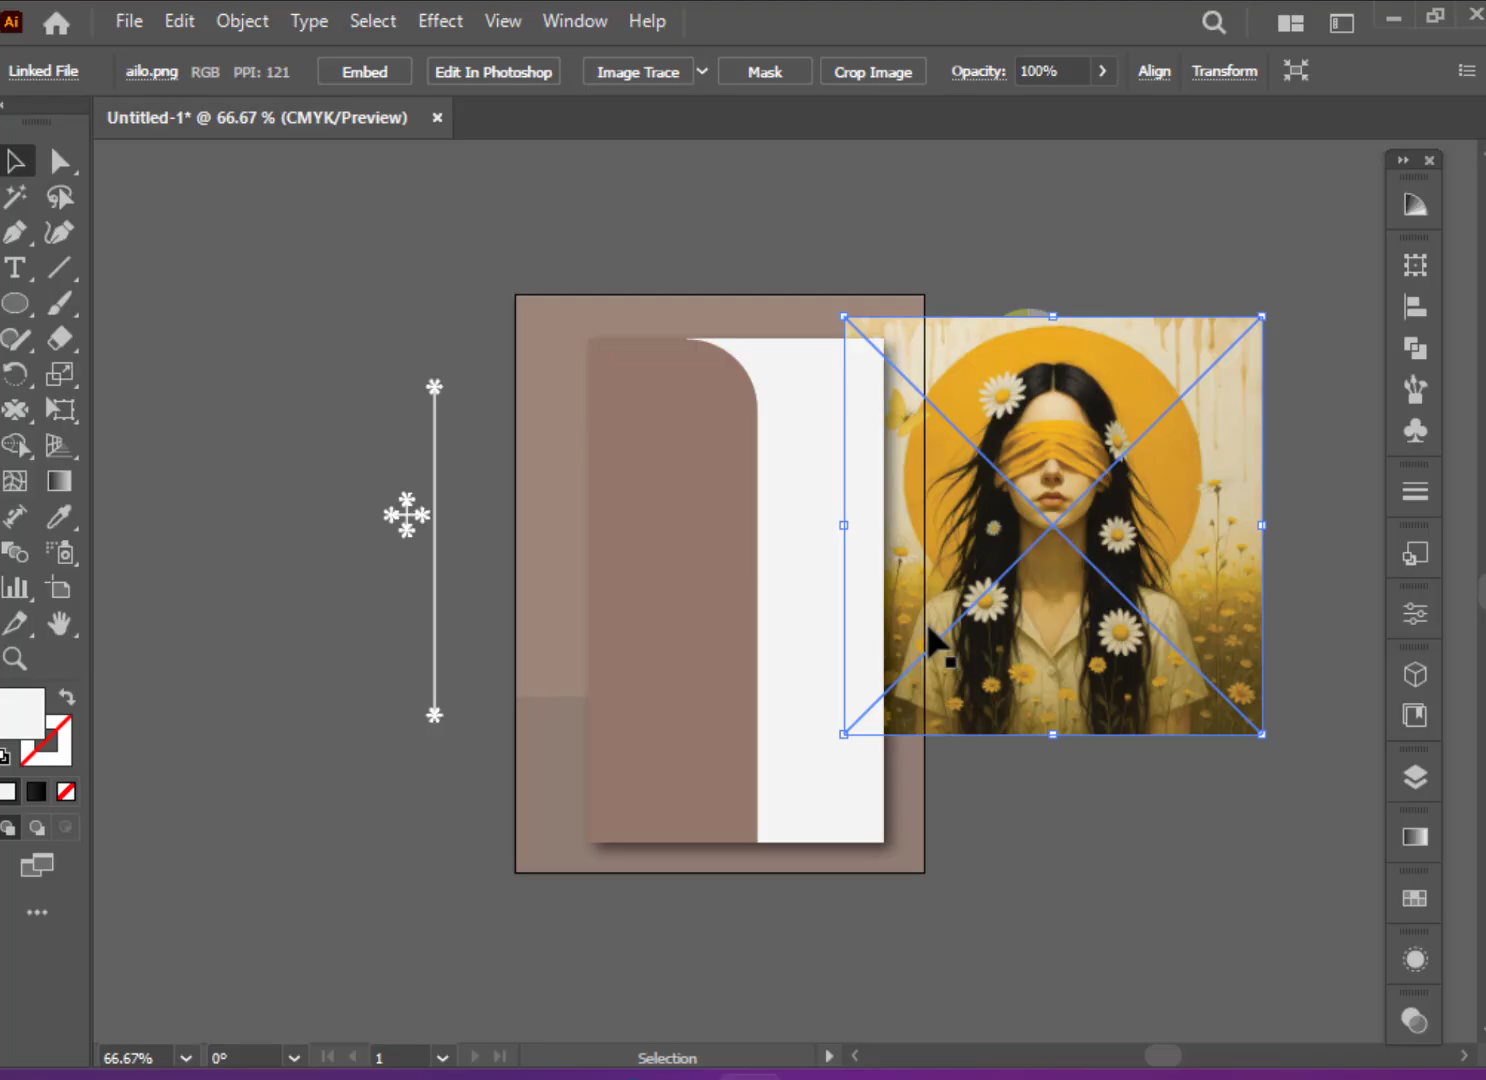 Ai File Edit Object Type Select Effect View Window Help
Linked File ailo.png RGB PPI: 121 Embed Edit In Photoshop Image Trace Mask Crop Image Opacity: 100% Align Transform
Untitled-1* @ 66.67 % (CMYK/Preview)
66.67% 0° 1 Selection